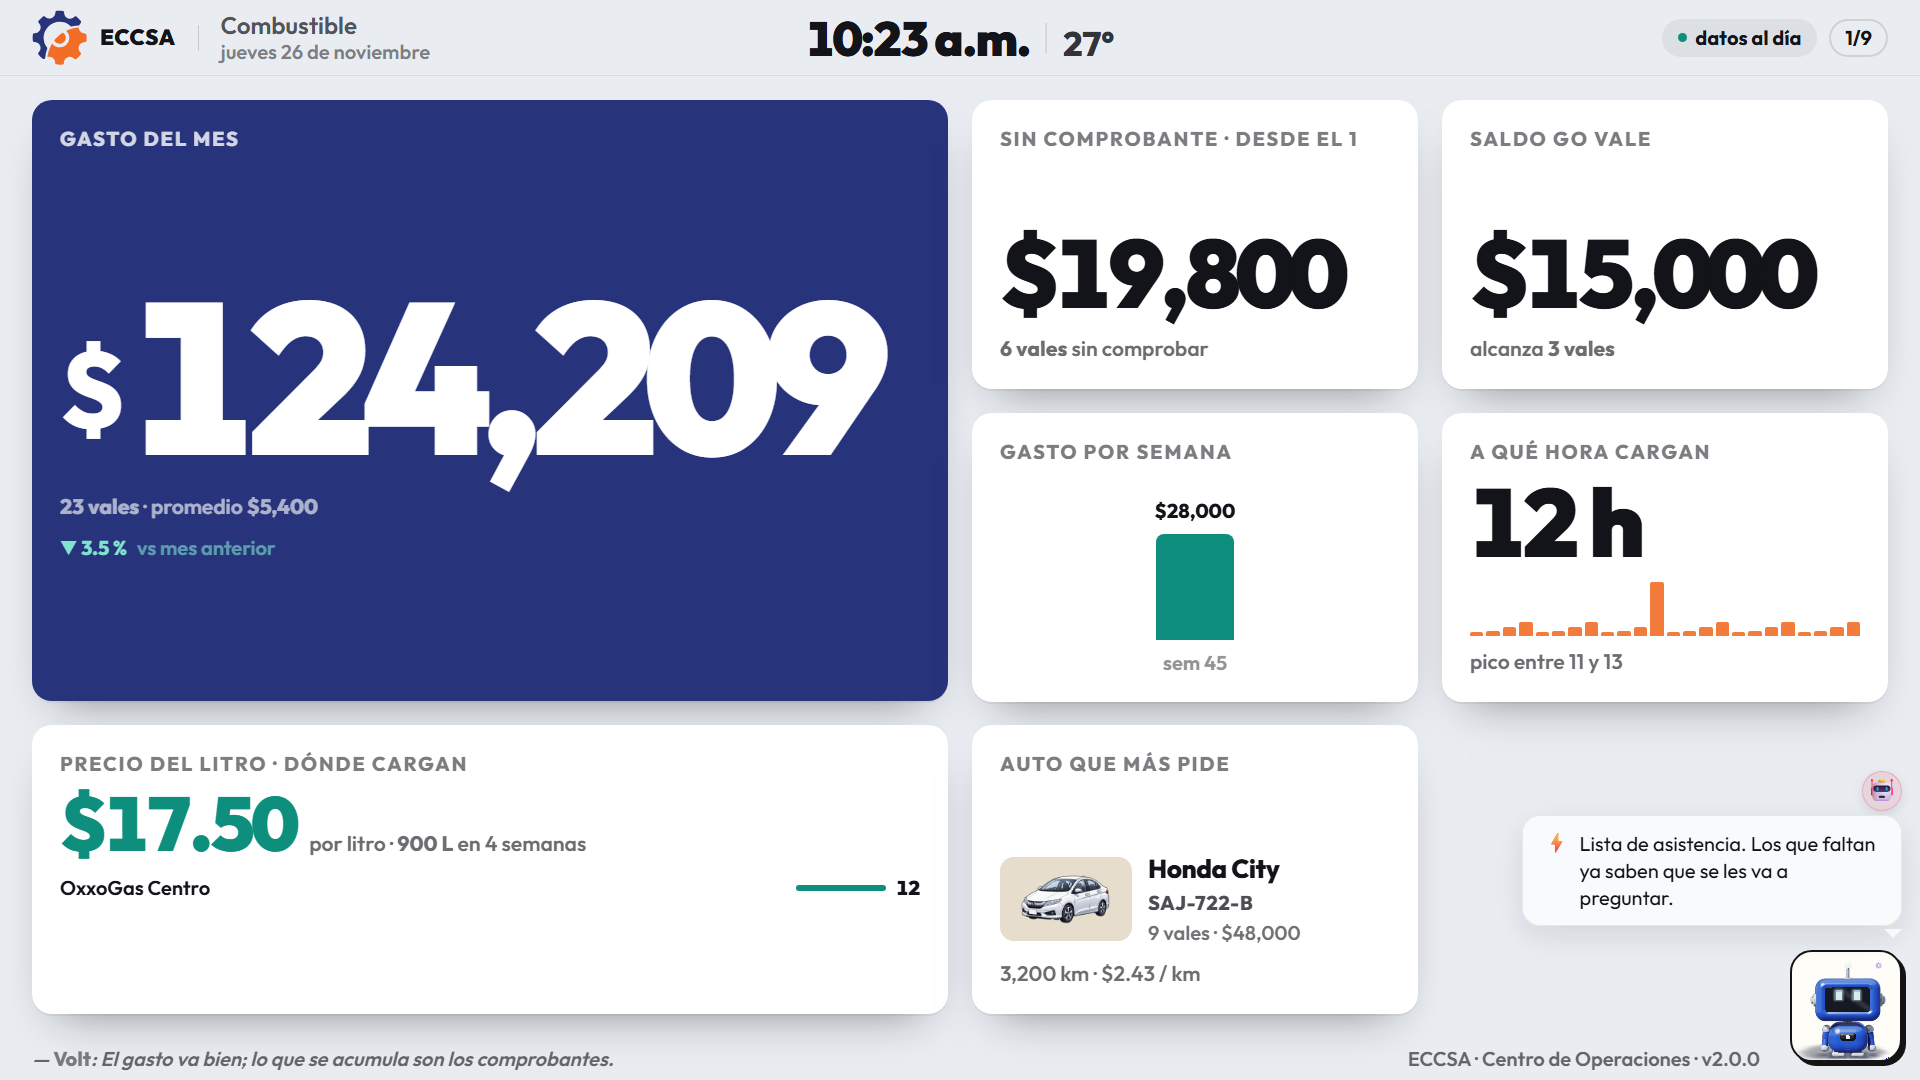 ECCSA
Combustible
jueves 26 de noviembre
10:23 a.m.
27°
datos al día
1/9
GASTO DEL MES
$124,209
23 vales · promedio $5,400
▼ 3.5 % vs mes anterior
SIN COMPROBANTE · DESDE EL 1
$19,800
6 vales sin comprobar
SALDO GO VALE
$15,000
alcanza 3 vales
GASTO POR SEMANA
$28,000
sem 45
A QUÉ HORA CARGAN
12 h
pico entre 11 y 13
PRECIO DEL LITRO · DÓNDE CARGAN
$17.50 por litro · 900 L en 4 semanas
OxxoGas Centro 12
AUTO QUE MÁS PIDE
Honda City
SAJ-722-B
9 vales · $48,000
3,200 km · $2.43 / km
Lista de asistencia. Los que faltan
ya saben que se les va a
preguntar.
— Volt: El gasto va bien; lo que se acumula son los comprobantes.
ECCSA · Centro de Operaciones · v2.0.0